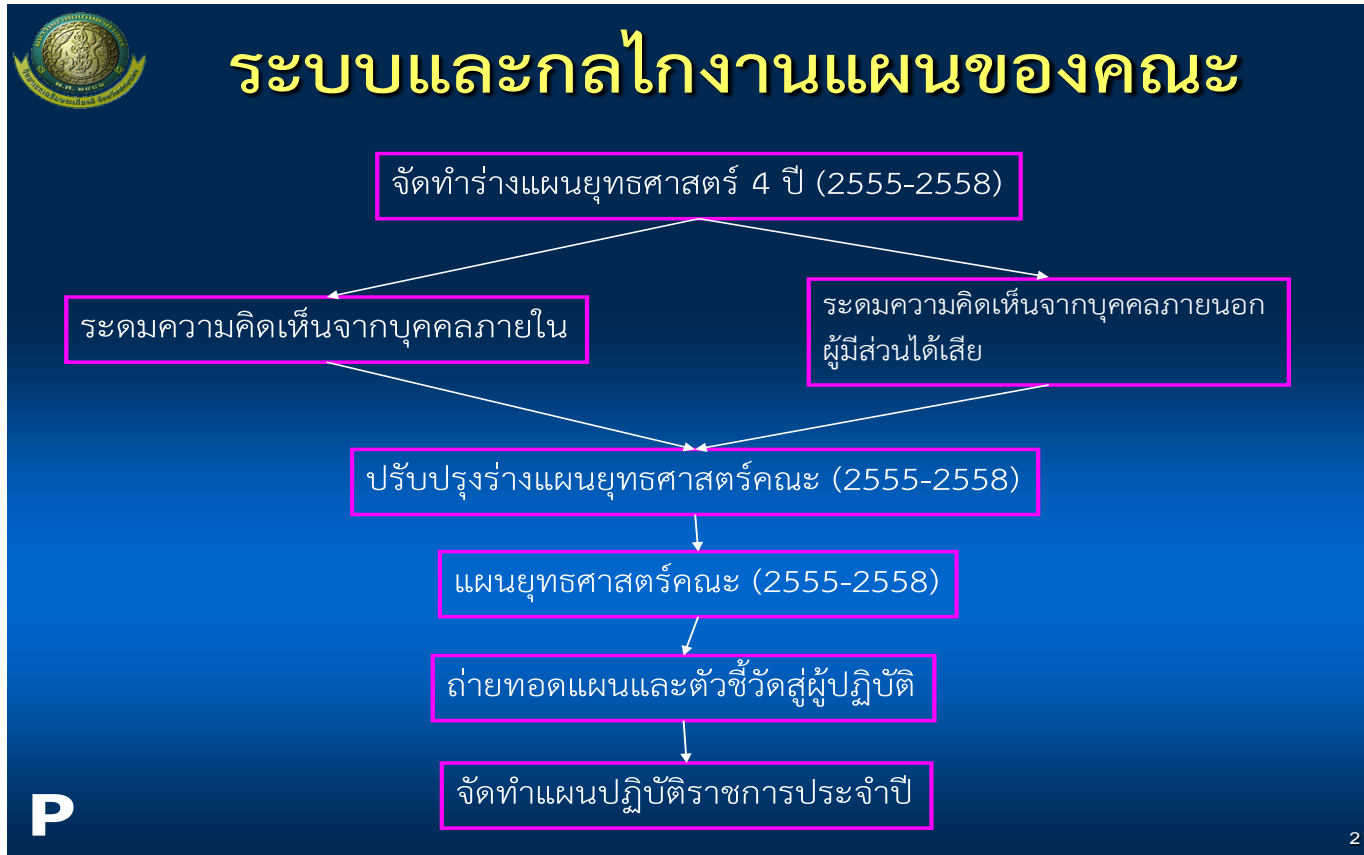 ระบบและกลไกงานแผนของคณะ
จัดทำร่างแผนยุทธศาสตร์ 4 ปี (2555-2558)
ระดมความคิดเห็นจากบุคคลภายใน
ระดมความคิดเห็นจากบุคคลภายนอก
ผู้มีส่วนได้เสีย
ปรับปรุงร่างแผนยุทธศาสตร์คณะ (2555-2558)
แผนยุทธศาสตร์คณะ (2555-2558)
ถ่ายทอดแผนและตัวชี้วัดสู่ผู้ปฏิบัติ
จัดทำแผนปฏิบัติราชการประจำปี
P
2